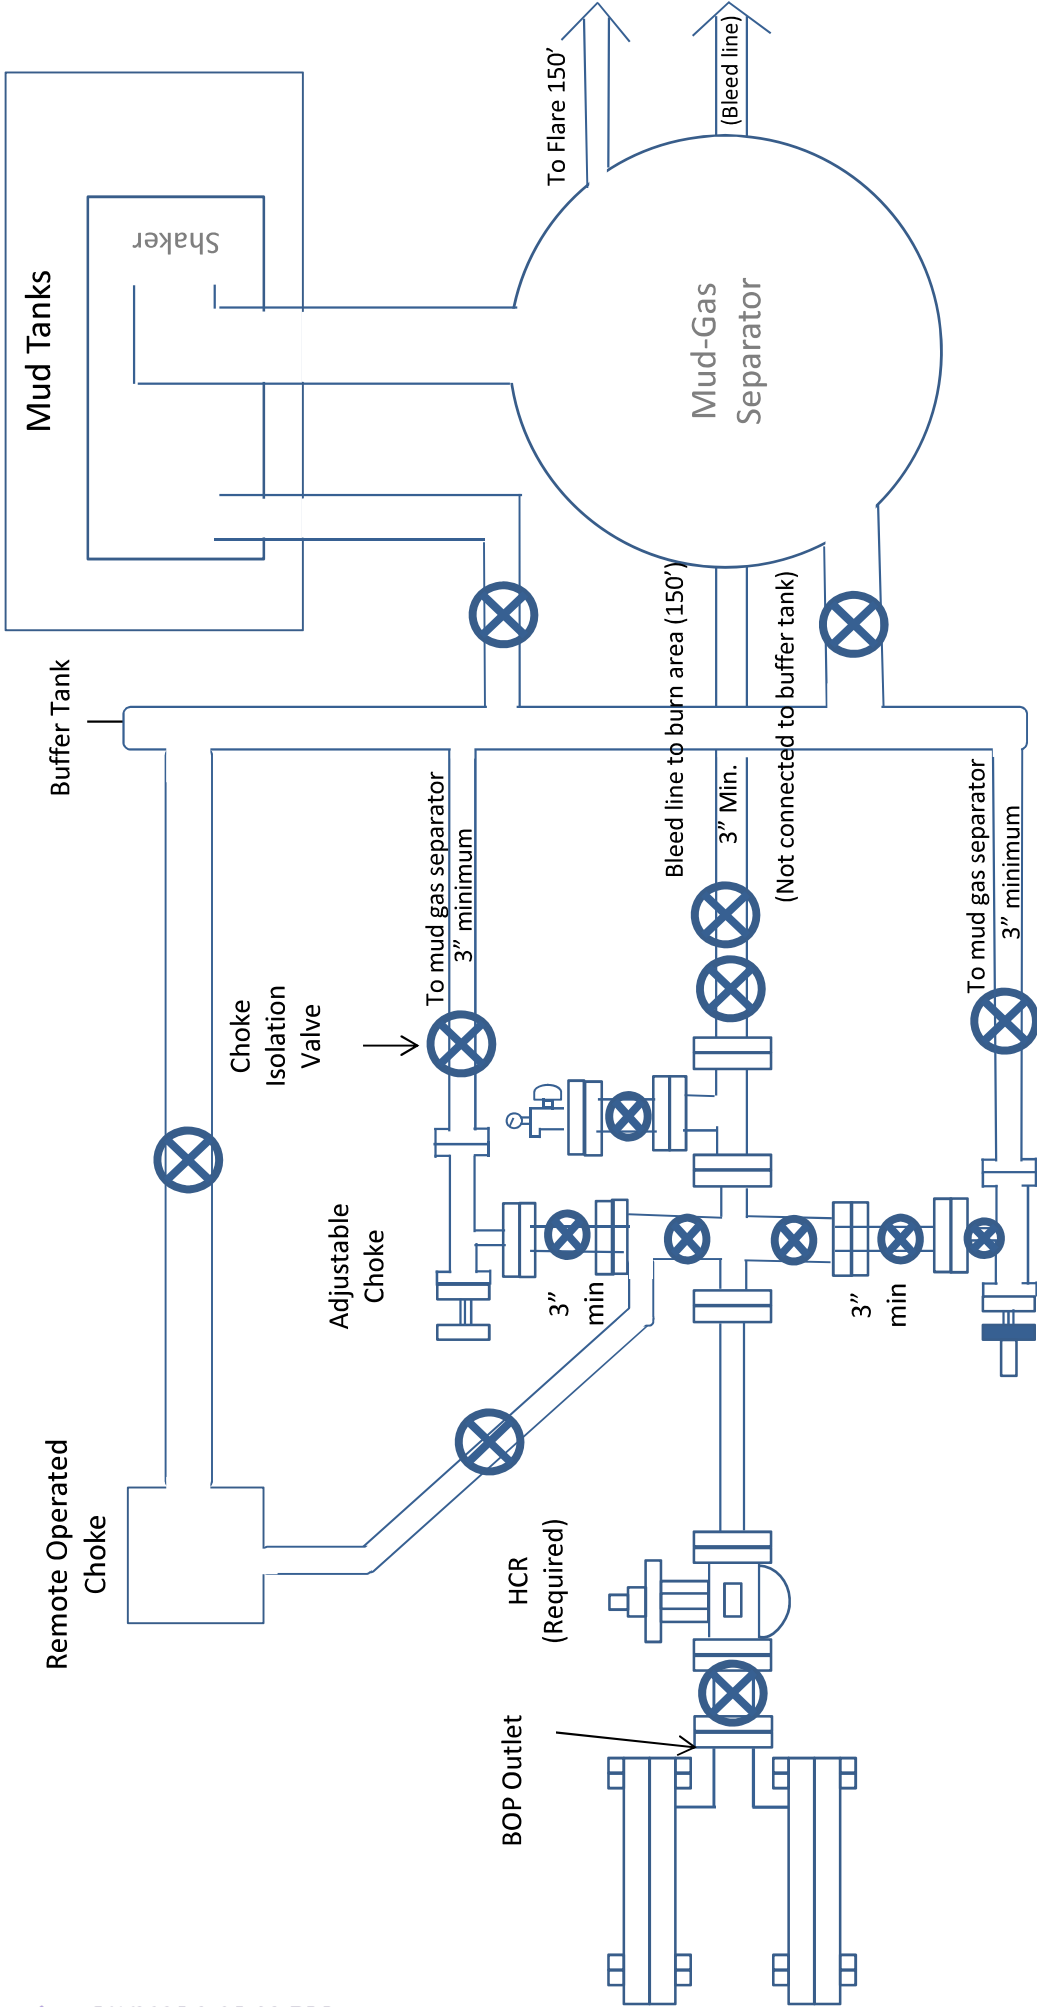 Mud Tanks
Shaker
To Flare 150’
(Bleed line)
Mud-Gas
Separator
Buffer Tank
Bleed line to burn area (150’)
3” Min.
(Not connected to buffer tank)
To mud gas separator
3” minimum
To mud gas separator
3” minimum
Choke
Isolation
Valve
Adjustable
Choke
3”
min
3”
min
Remote Operated
Choke
HCR
(Required)
BOP Outlet